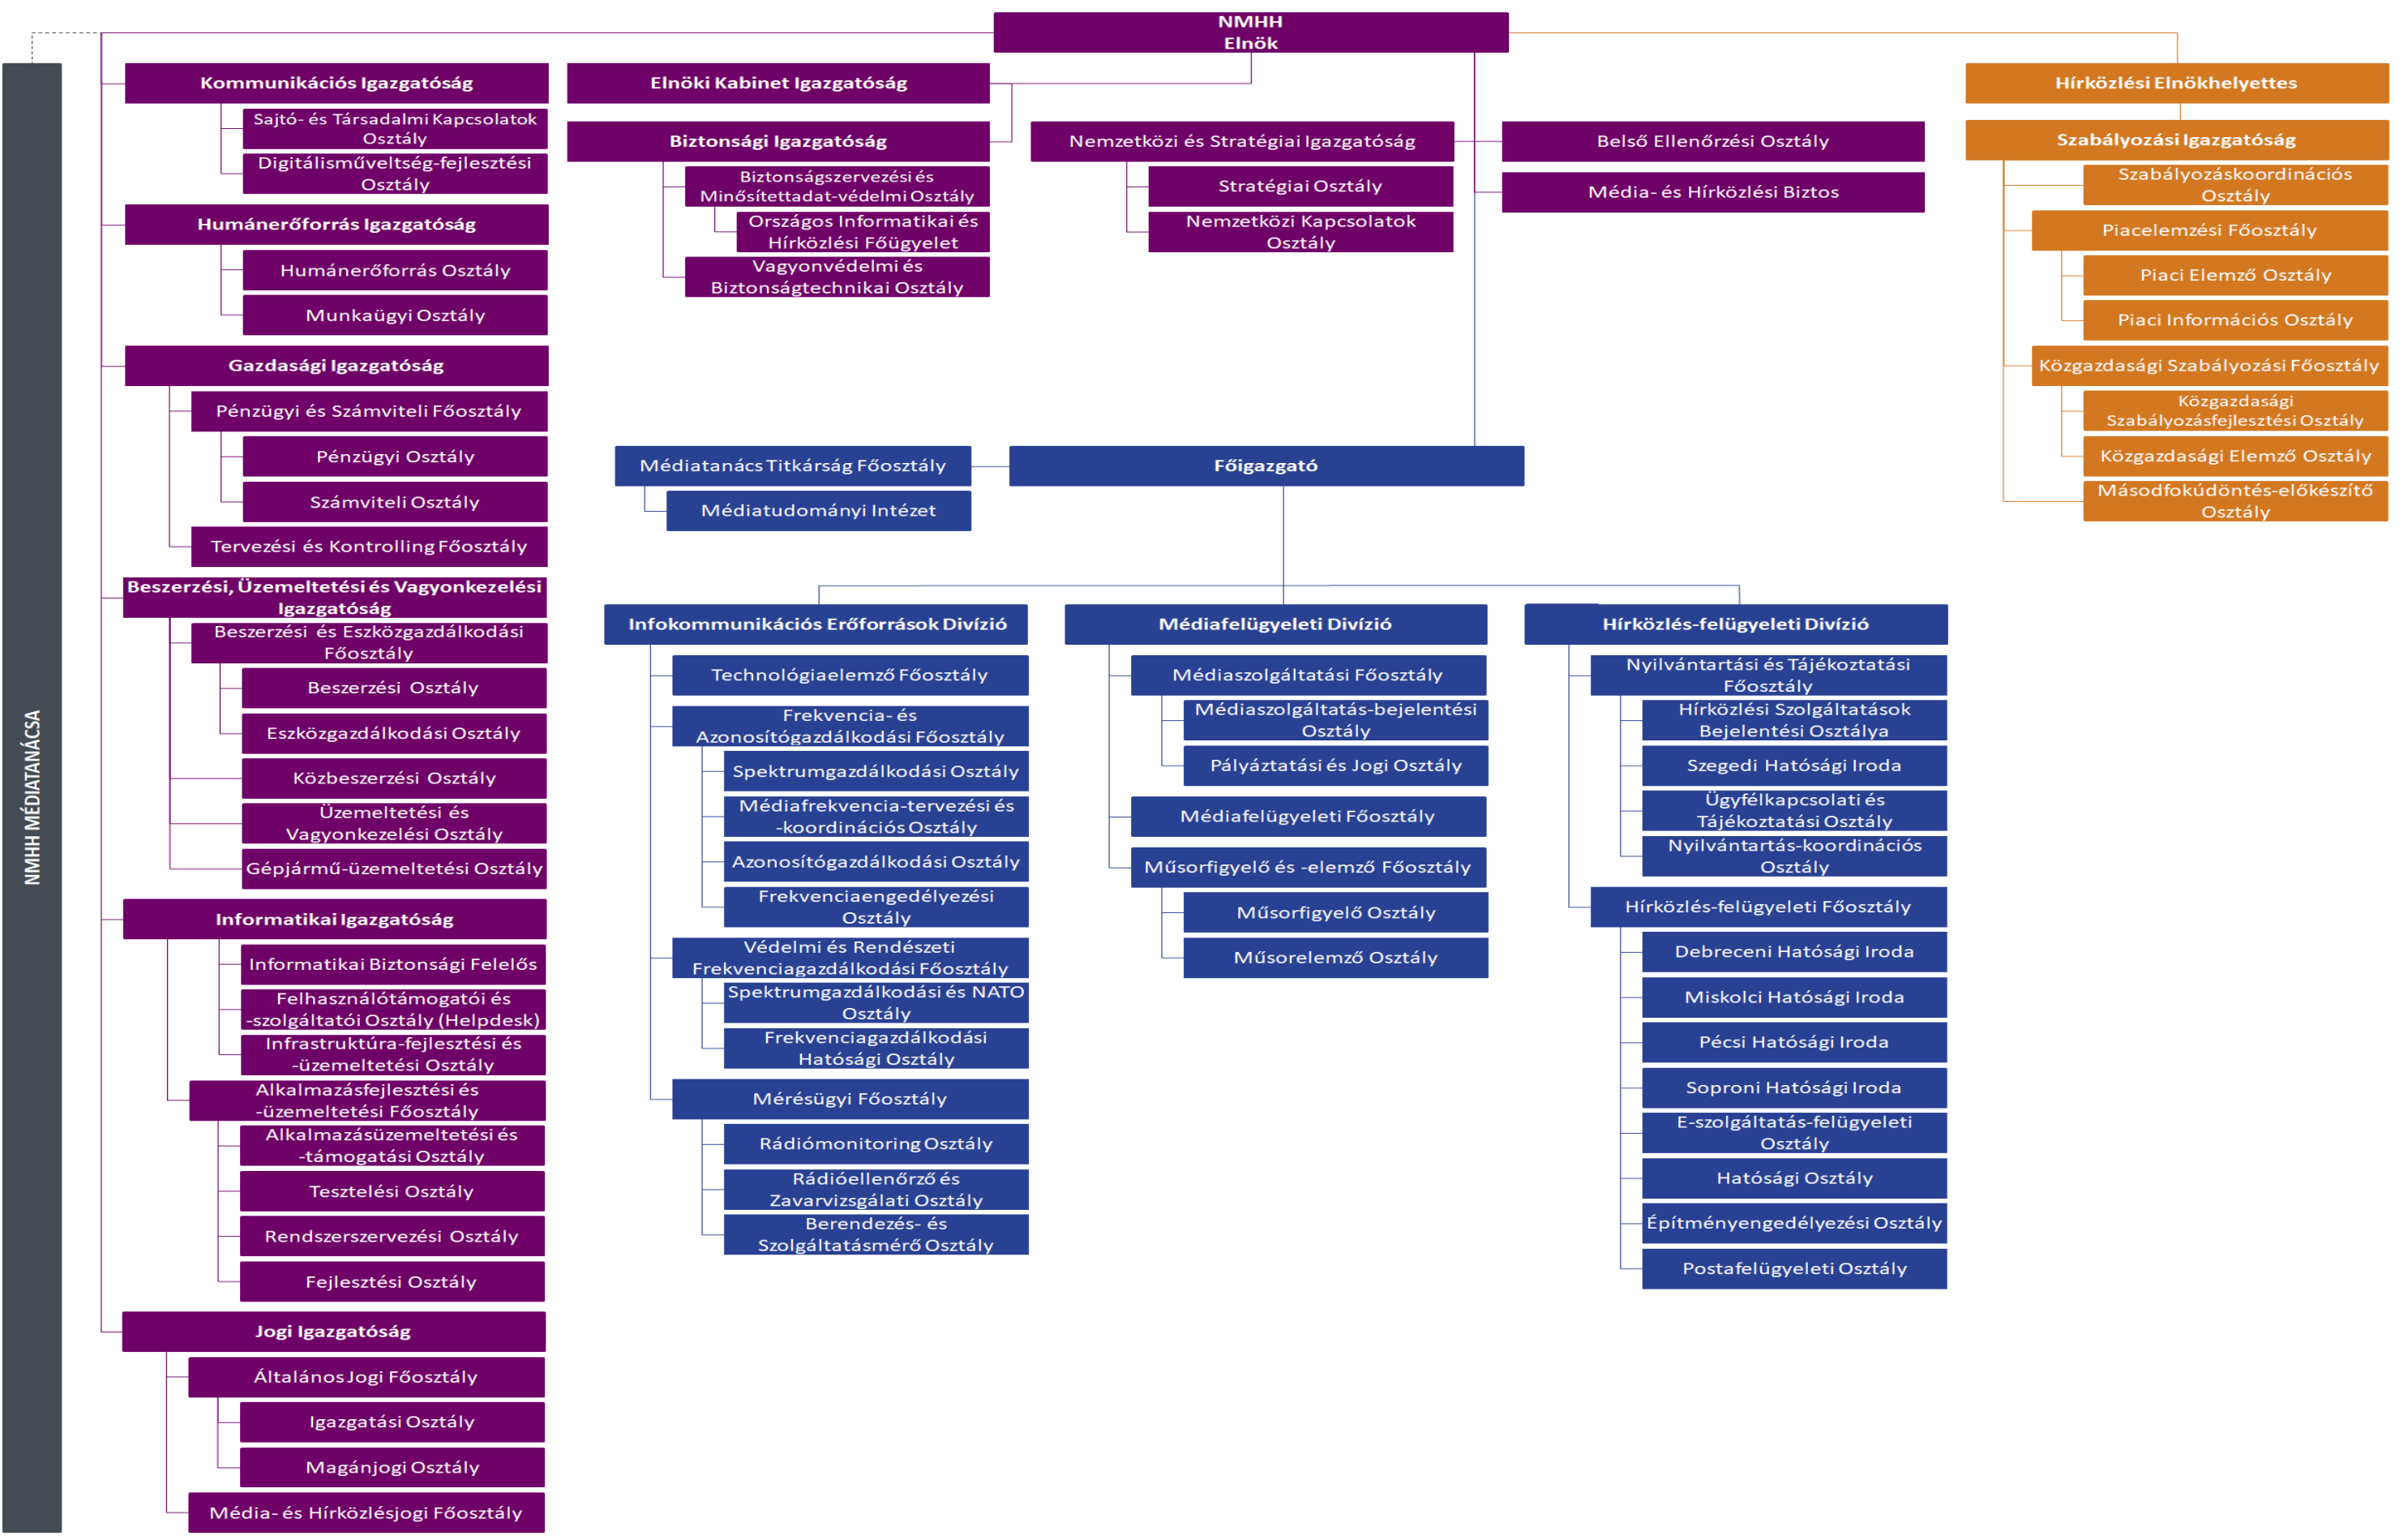 NMHH
Elnök
NMHH MÉDIATANÁCSA
Kommunikációs Igazgatóság
Sajtó- és Társadalmi Kapcsolatok
Osztály
Digitálisműveltség-fejlesztési
Osztály
Humánerőforrás Igazgatóság
Humánerőforrás Osztály
Munkaügyi Osztály
Gazdasági Igazgatóság
Pénzügyi és Számviteli Főosztály
Pénzügyi Osztály
Számviteli Osztály
Tervezési és Kontrolling Főosztály
Beszerzési, Üzemeltetési és Vagyonkezelési
Igazgatóság
Beszerzési és Eszközgazdálkodási
Főosztály
Beszerzési Osztály
Eszközgazdálkodási Osztály
Közbeszerzési Osztály
Üzemeltetési és
Vagyonkezelési Osztály
Gépjármű-üzemeltetési Osztály
Informatikai Igazgatóság
Informatikai Biztonsági Felelős
Felhasználótámogatói és
-szolgáltatói Osztály (Helpdesk)
Infrastruktúra-fejlesztési és
-üzemeltetési Osztály
Alkalmazásfejlesztési és
-üzemeltetési Főosztály
Alkalmazásüzemeltetési és
-támogatási Osztály
Tesztelési Osztály
Rendszerszervezési Osztály
Fejlesztési Osztály
Jogi Igazgatóság
Általános Jogi Főosztály
Igazgatási Osztály
Magánjogi Osztály
Média- és Hírközlésjogi Főosztály
Elnöki Kabinet Igazgatóság
Biztonsági Igazgatóság
Biztonságszervezési és
Minősítettadat-védelmi Osztály
Országos Informatikai és
Hírközlési Főügyelet
Vagyonvédelmi és
Biztonságtechnikai Osztály
Nemzetközi és Stratégiai Igazgatóság
Stratégiai Osztály
Nemzetközi Kapcsolatok
Osztály
Belső Ellenőrzési Osztály
Média- és Hírközlési Biztos
Médiatanács Titkárság Főosztály
Médiatudományi Intézet
Főigazgató
Infokommunikációs Erőforrások Divízió
Technológiaelemző Főosztály
Frekvencia- és
Azonosítógazdálkodási Főosztály
Spektrumgazdálkodási Osztály
Médiafrekvencia-tervezési és
-koordinációs Osztály
Azonosítógazdálkodási Osztály
Frekvenciaengedélyezési
Osztály
Védelmi és Rendészeti
Frekvenciagazdálkodási Főosztály
Spektrumgazdálkodási és NATO
Osztály
Frekvenciagazdálkodási
Hatósági Osztály
Mérésügyi Főosztály
Rádiómonitoring Osztály
Rádióellenőrző és
Zavarvizsgálati Osztály
Berendezés- és
Szolgáltatásmérő Osztály
Médiafelügyeleti Divízió
Médiaszolgáltatási Főosztály
Médiaszolgáltatás-bejelentési
Osztály
Pályáztatási és Jogi Osztály
Médiafelügyeleti Főosztály
Műsorfigyelő és -elemző Főosztály
Műsorfigyelő Osztály
Műsorelemző Osztály
Hírközlés-felügyeleti Divízió
Nyilvántartási és Tájékoztatási
Főosztály
Hírközlési Szolgáltatások
Bejelentési Osztálya
Szegedi Hatósági Iroda
Ügyfélkapcsolati és
Tájékoztatási Osztály
Nyilvántartás-koordinációs
Osztály
Hírközlés-felügyeleti Főosztály
Debreceni Hatósági Iroda
Miskolci Hatósági Iroda
Pécsi Hatósági Iroda
Soproni Hatósági Iroda
E-szolgáltatás-felügyeleti
Osztály
Hatósági Osztály
Építményengedélyezési Osztály
Postafelügyeleti Osztály
Hírközlési Elnökhelyettes
Szabályozási Igazgatóság
Szabályozáskoordinációs
Osztály
Piacelemzési Főosztály
Piaci Elemző Osztály
Piaci Információs Osztály
Közgazdasági Szabályozási Főosztály
Közgazdasági
Szabályozásfejlesztési Osztály
Közgazdasági Elemző Osztály
Másodfokúdöntés-előkészítő
Osztály